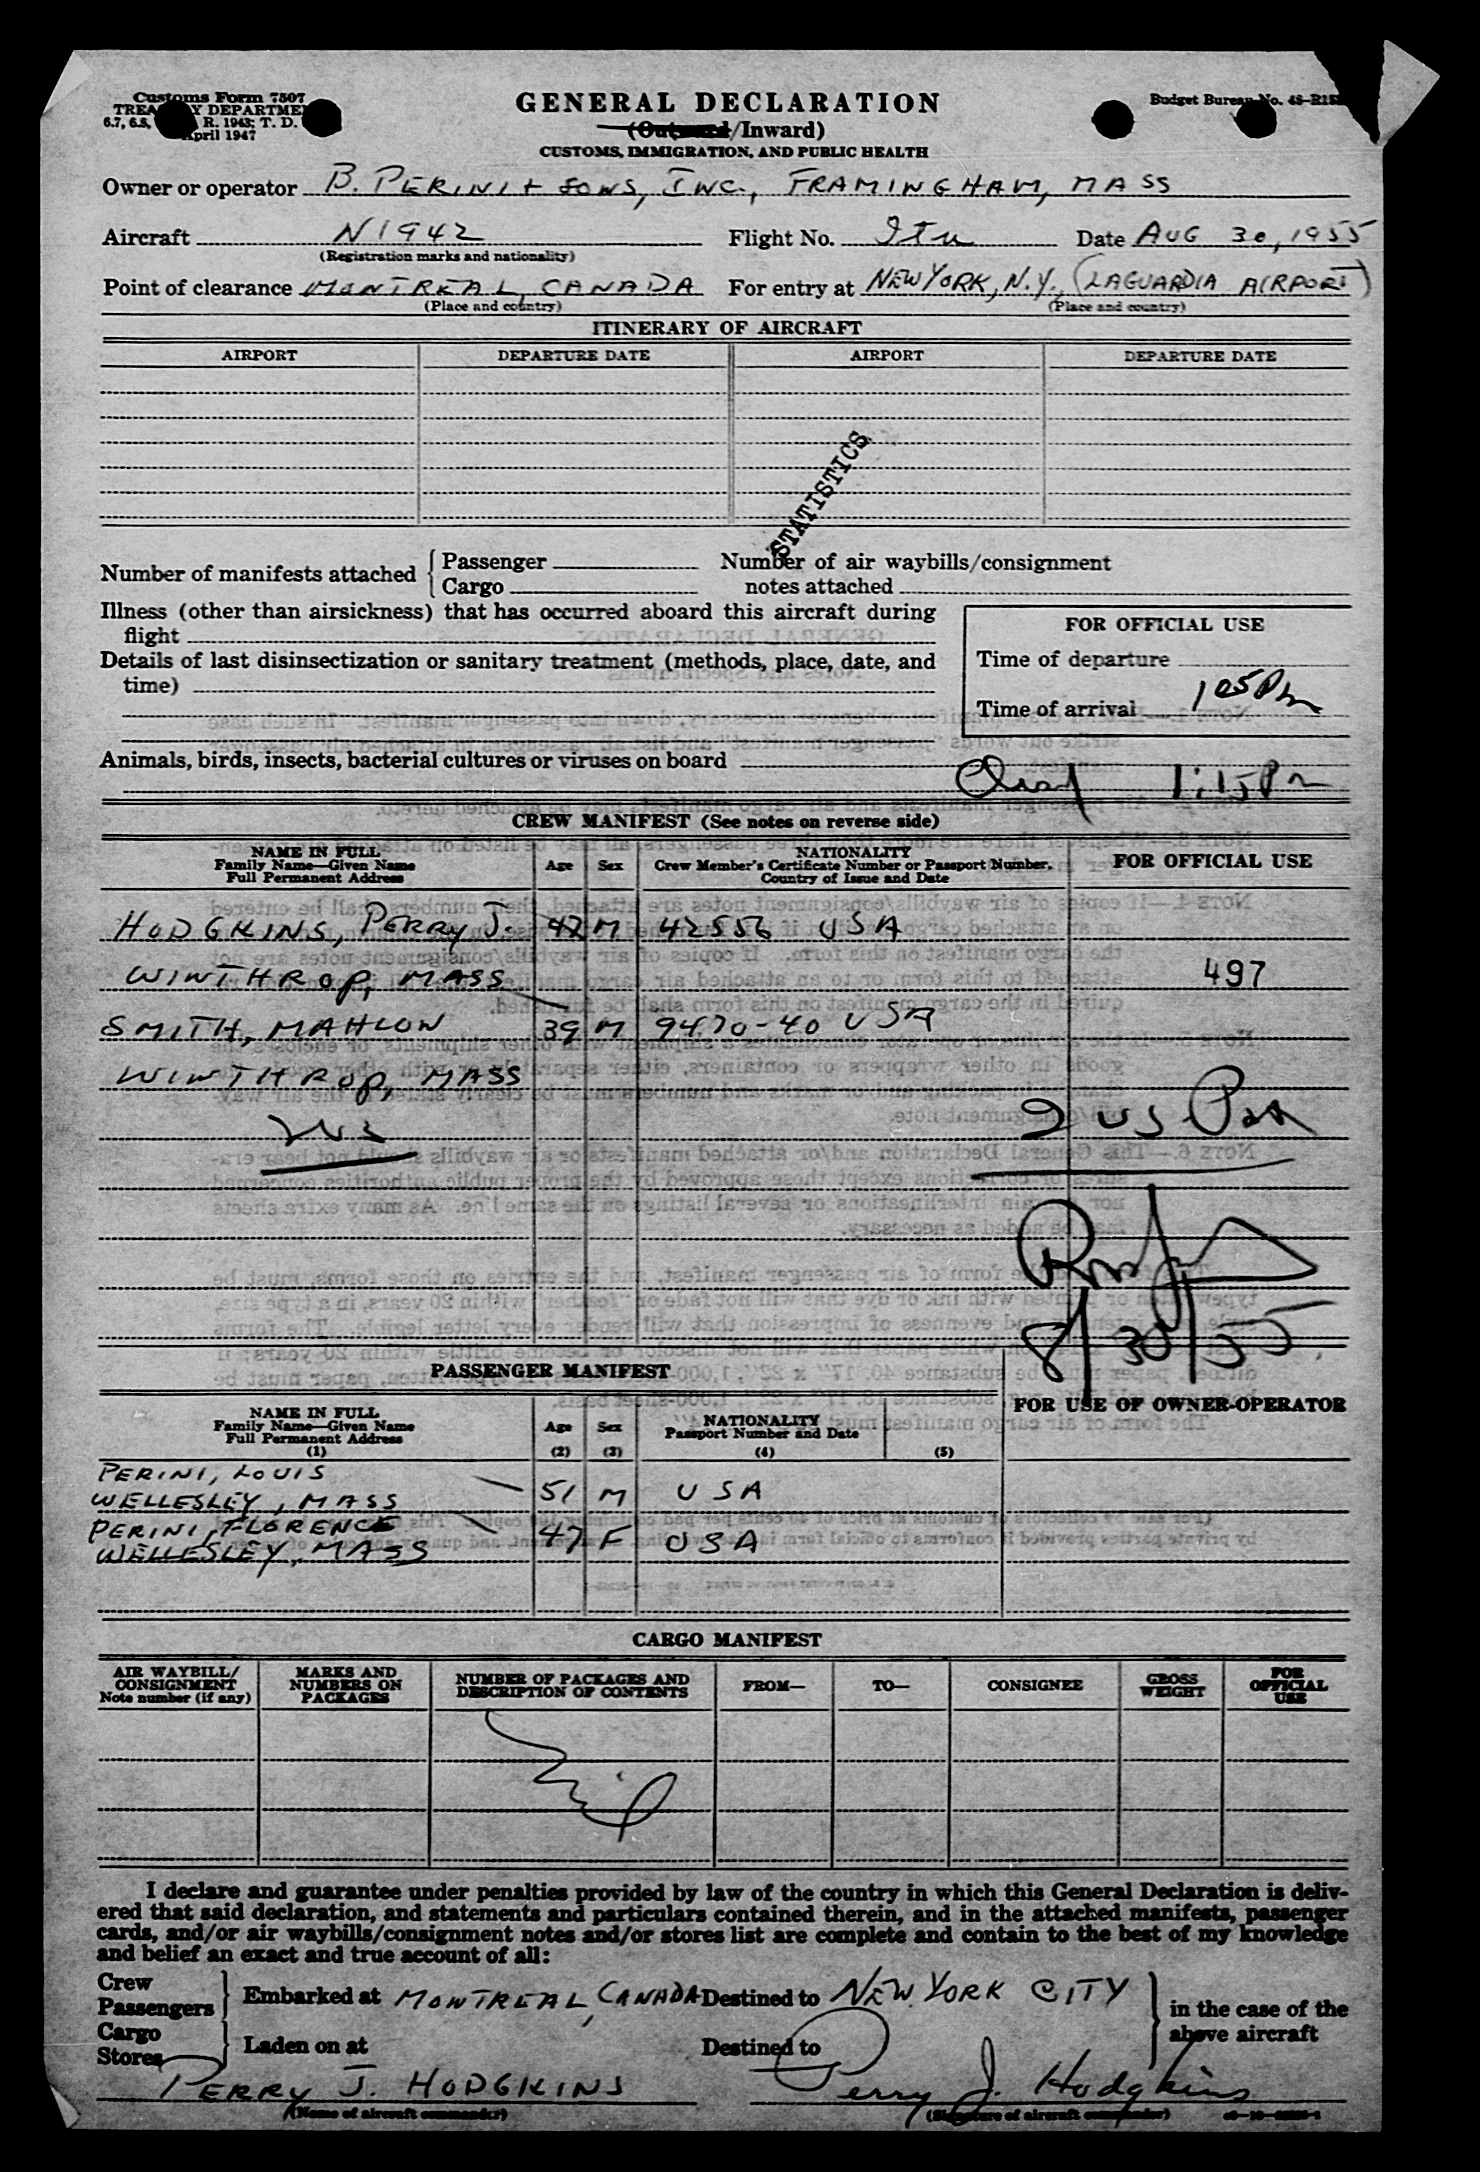 Customs Form 7507
TREASURY DEPARTMENT
6.7, 6.8, R. 1943; T. D.
April 1947
GENERAL DECLARATION
(Outward/Inward)
CUSTOMS, IMMIGRATION, AND PUBLIC HEALTH
Budget Bureau No. 48-R15
Owner or operator B. PERINI + SONS, INC., FRAMINGHAM, MASS
Aircraft N1942 Flight No. Date AUG 30, 1955
(Registration marks and nationality)
Point of clearance MONTREAL, CANADA For entry at NEW YORK, N.Y., (LAGUARDIA AIRPORT)
(Place and country) (Place and country)
ITINERARY OF AIRCRAFT
AIRPORT DEPARTURE DATE AIRPORT DEPARTURE DATE
STATISTICS
Number of manifests attached { Passenger
Cargo
Number of air waybills/consignment
notes attached
Illness (other than airsickness) that has occurred aboard this aircraft during
flight
Details of last disinsectization or sanitary treatment (methods, place, date, and
time)
FOR OFFICIAL USE
Time of departure
Time of arrival 105 Pm
Animals, birds, insects, bacterial cultures or viruses on board
1:15 Pm
CREW MANIFEST (See notes on reverse side)
NAME IN FULL
Family Name—Given Name
Full Permanent Address
Age Sex
NATIONALITY
Crew Member's Certificate Number or Passport Number.
Country of Issue and Date
FOR OFFICIAL USE
HODGKINS, PERRY J. 42 M 42556 USA
WINTHROP, MASS 497
SMITH, MAHLON 39 M 9470-40 USA
WINTHROP, MASS
2 US Pax
8/30/55
PASSENGER MANIFEST
NAME IN FULL
Family Name—Given Name
Full Permanent Address
(1)
Age
(2)
Sex
(3)
NATIONALITY
Passport Number and Date
(4)
(5)
FOR USE OF OWNER-OPERATOR
PERINI, LOUIS
WELLESLEY, MASS 51 M USA
PERINI, FLORENCE
WELLESLEY, MASS 47 F USA
CARGO MANIFEST
AIR WAYBILL/
CONSIGNMENT
Note number (if any)
MARKS AND
NUMBERS ON
PACKAGES
NUMBER OF PACKAGES AND
DESCRIPTION OF CONTENTS
FROM—
TO—
CONSIGNEE
GROSS
WEIGHT
FOR
OFFICIAL
USE
I declare and guarantee under penalties provided by law of the country in which this General Declaration is deliv-
ered that said declaration, and statements and particulars contained therein, and in the attached manifests, passenger
cards, and/or air waybills/consignment notes and/or stores list are complete and contain to the best of my knowledge
and belief an exact and true account of all:
Crew
Passengers } Embarked at MONTREAL, CANADA Destined to NEW YORK CITY
Cargo
Stores } Laden on at Destined to
in the case of the
above aircraft
PERRY J. HODGKINS Perry J. Hodgkins
(Name of aircraft commander) (Signature of aircraft commander)